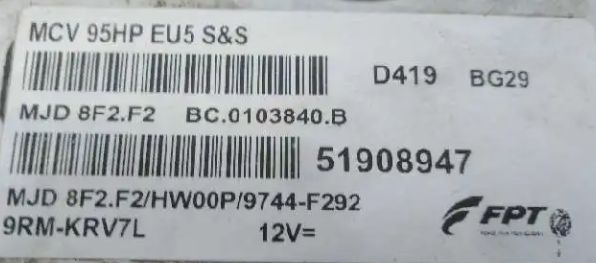 MCV 95HP EU5 S&S
D419 BG29
MJD 8F2.F2 BC.0103840.B
51908947
MJD 8F2.F2/HW00P/9744-F292
9RM-KRV7L 12V=
FPT